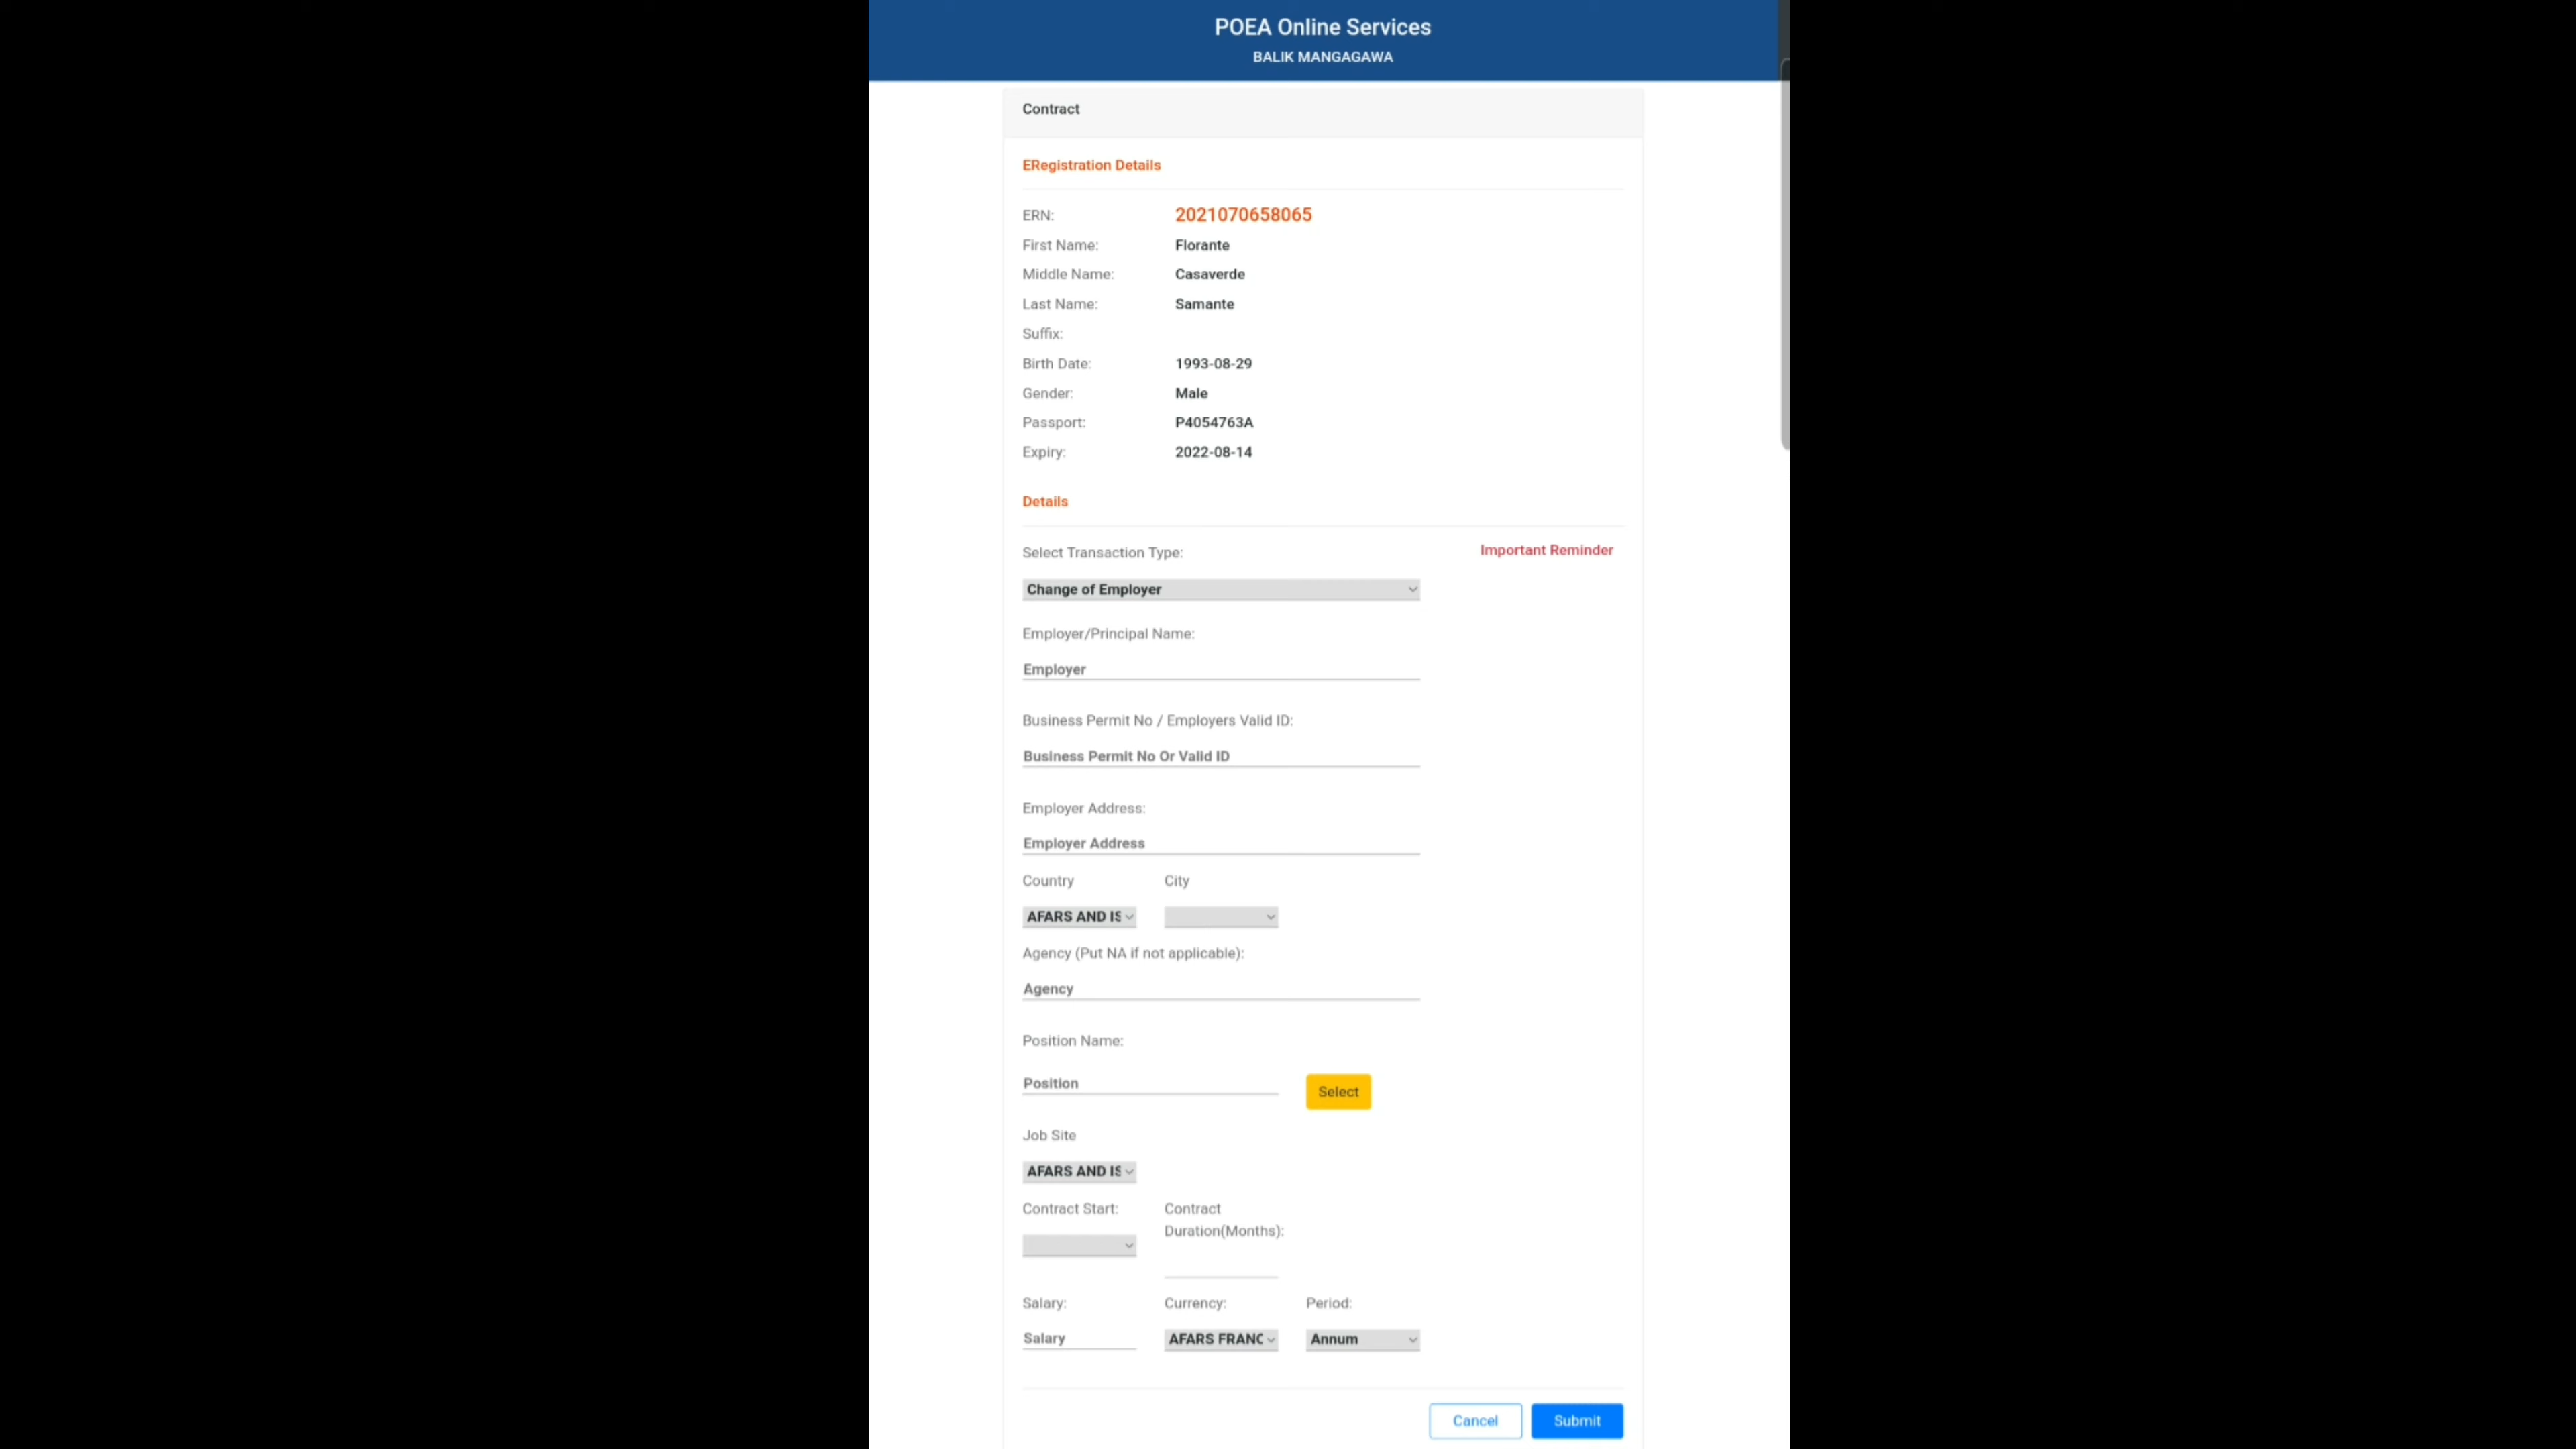 POEA Online Services
BALIK MANGAGAWA
Contract
ERegistration Details
ERN: 2021070658065
First Name: Florante
Middle Name: Casaverde
Last Name: Samante
Suffix:
Birth Date: 1993-08-29
Gender: Male
Passport: P4054763A
Expiry: 2022-08-14
Details
Select Transaction Type: Important Reminder
Change of Employer
Employer/Principal Name:
Employer
Business Permit No / Employers Valid ID:
Business Permit No Or Valid ID
Employer Address:
Employer Address
Country City
AFARS AND IS
Agency (Put NA if not applicable):
Agency
Position Name:
Position Select
Job Site
AFARS AND IS
Contract Start: Contract
Duration(Months):
Salary: Currency: Period:
Salary AFARS FRANC Annum
Cancel Submit